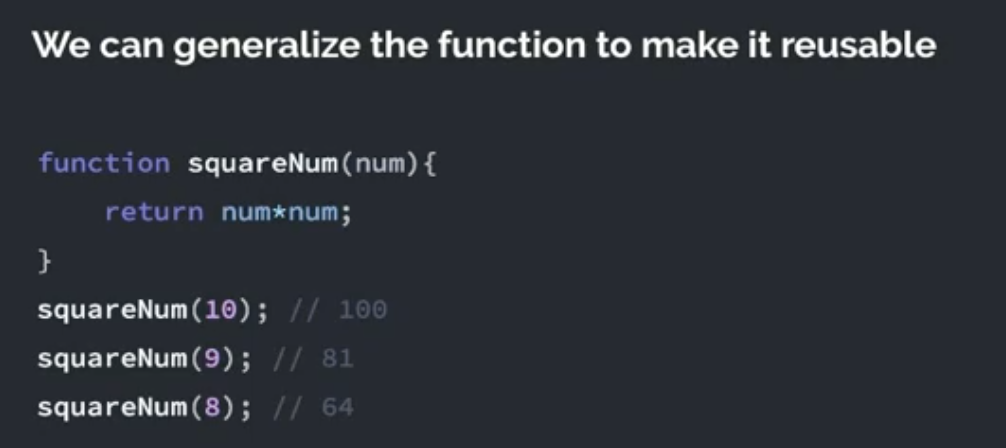 We can generalize the function to make it reusable
function squareNum(num){
    return num*num;
}
squareNum(10); // 100
squareNum(9); // 81
squareNum(8); // 64